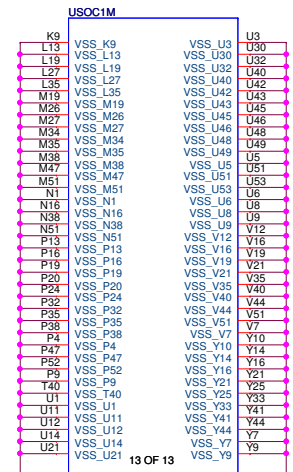 USOC1M
K9 VSS_K9 VSS_U3 U3
L13 VSS_L13 VSS_U30 U30
L19 VSS_L19 VSS_U32 U32
L27 VSS_L27 VSS_U40 U40
L35 VSS_L35 VSS_U42 U42
M19 VSS_M19 VSS_U43 U43
M26 VSS_M26 VSS_U45 U45
M27 VSS_M27 VSS_U46 U46
M34 VSS_M34 VSS_U48 U48
M35 VSS_M35 VSS_U49 U49
M38 VSS_M38 VSS_U5 U5
M47 VSS_M47 VSS_U51 U51
M51 VSS_M51 VSS_U53 U53
N1 VSS_N1 VSS_U6 U6
N16 VSS_N16 VSS_U8 U8
N38 VSS_N38 VSS_U9 U9
N51 VSS_N51 VSS_V12 V12
P13 VSS_P13 VSS_V16 V16
P16 VSS_P16 VSS_V19 V19
P19 VSS_P19 VSS_V21 V21
P20 VSS_P20 VSS_V35 V35
P24 VSS_P24 VSS_V40 V40
P32 VSS_P32 VSS_V44 V44
P35 VSS_P35 VSS_V51 V51
P38 VSS_P38 VSS_V7 V7
P4 VSS_P4 VSS_Y10 Y10
P47 VSS_P47 VSS_Y14 Y14
P52 VSS_P52 VSS_Y16 Y16
P9 VSS_P9 VSS_Y21 Y21
T40 VSS_T40 VSS_Y25 Y25
U1 VSS_U1 VSS_Y33 Y33
U11 VSS_U11 VSS_Y41 Y41
U12 VSS_U12 VSS_Y44 Y44
U14 VSS_U14 VSS_Y7 Y7
U21 VSS_U21 VSS_Y9 Y9
13 OF 13